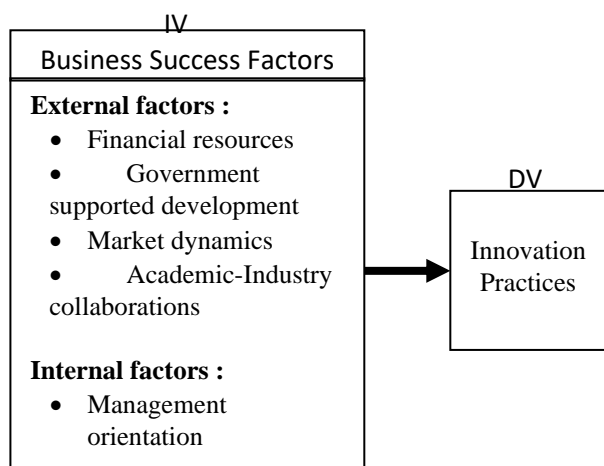 IV
Business Success Factors
External factors :
• Financial resources
• Government
supported development
• Market dynamics
• Academic-Industry
collaborations
Internal factors :
• Management
orientation
DV
Innovation
Practices